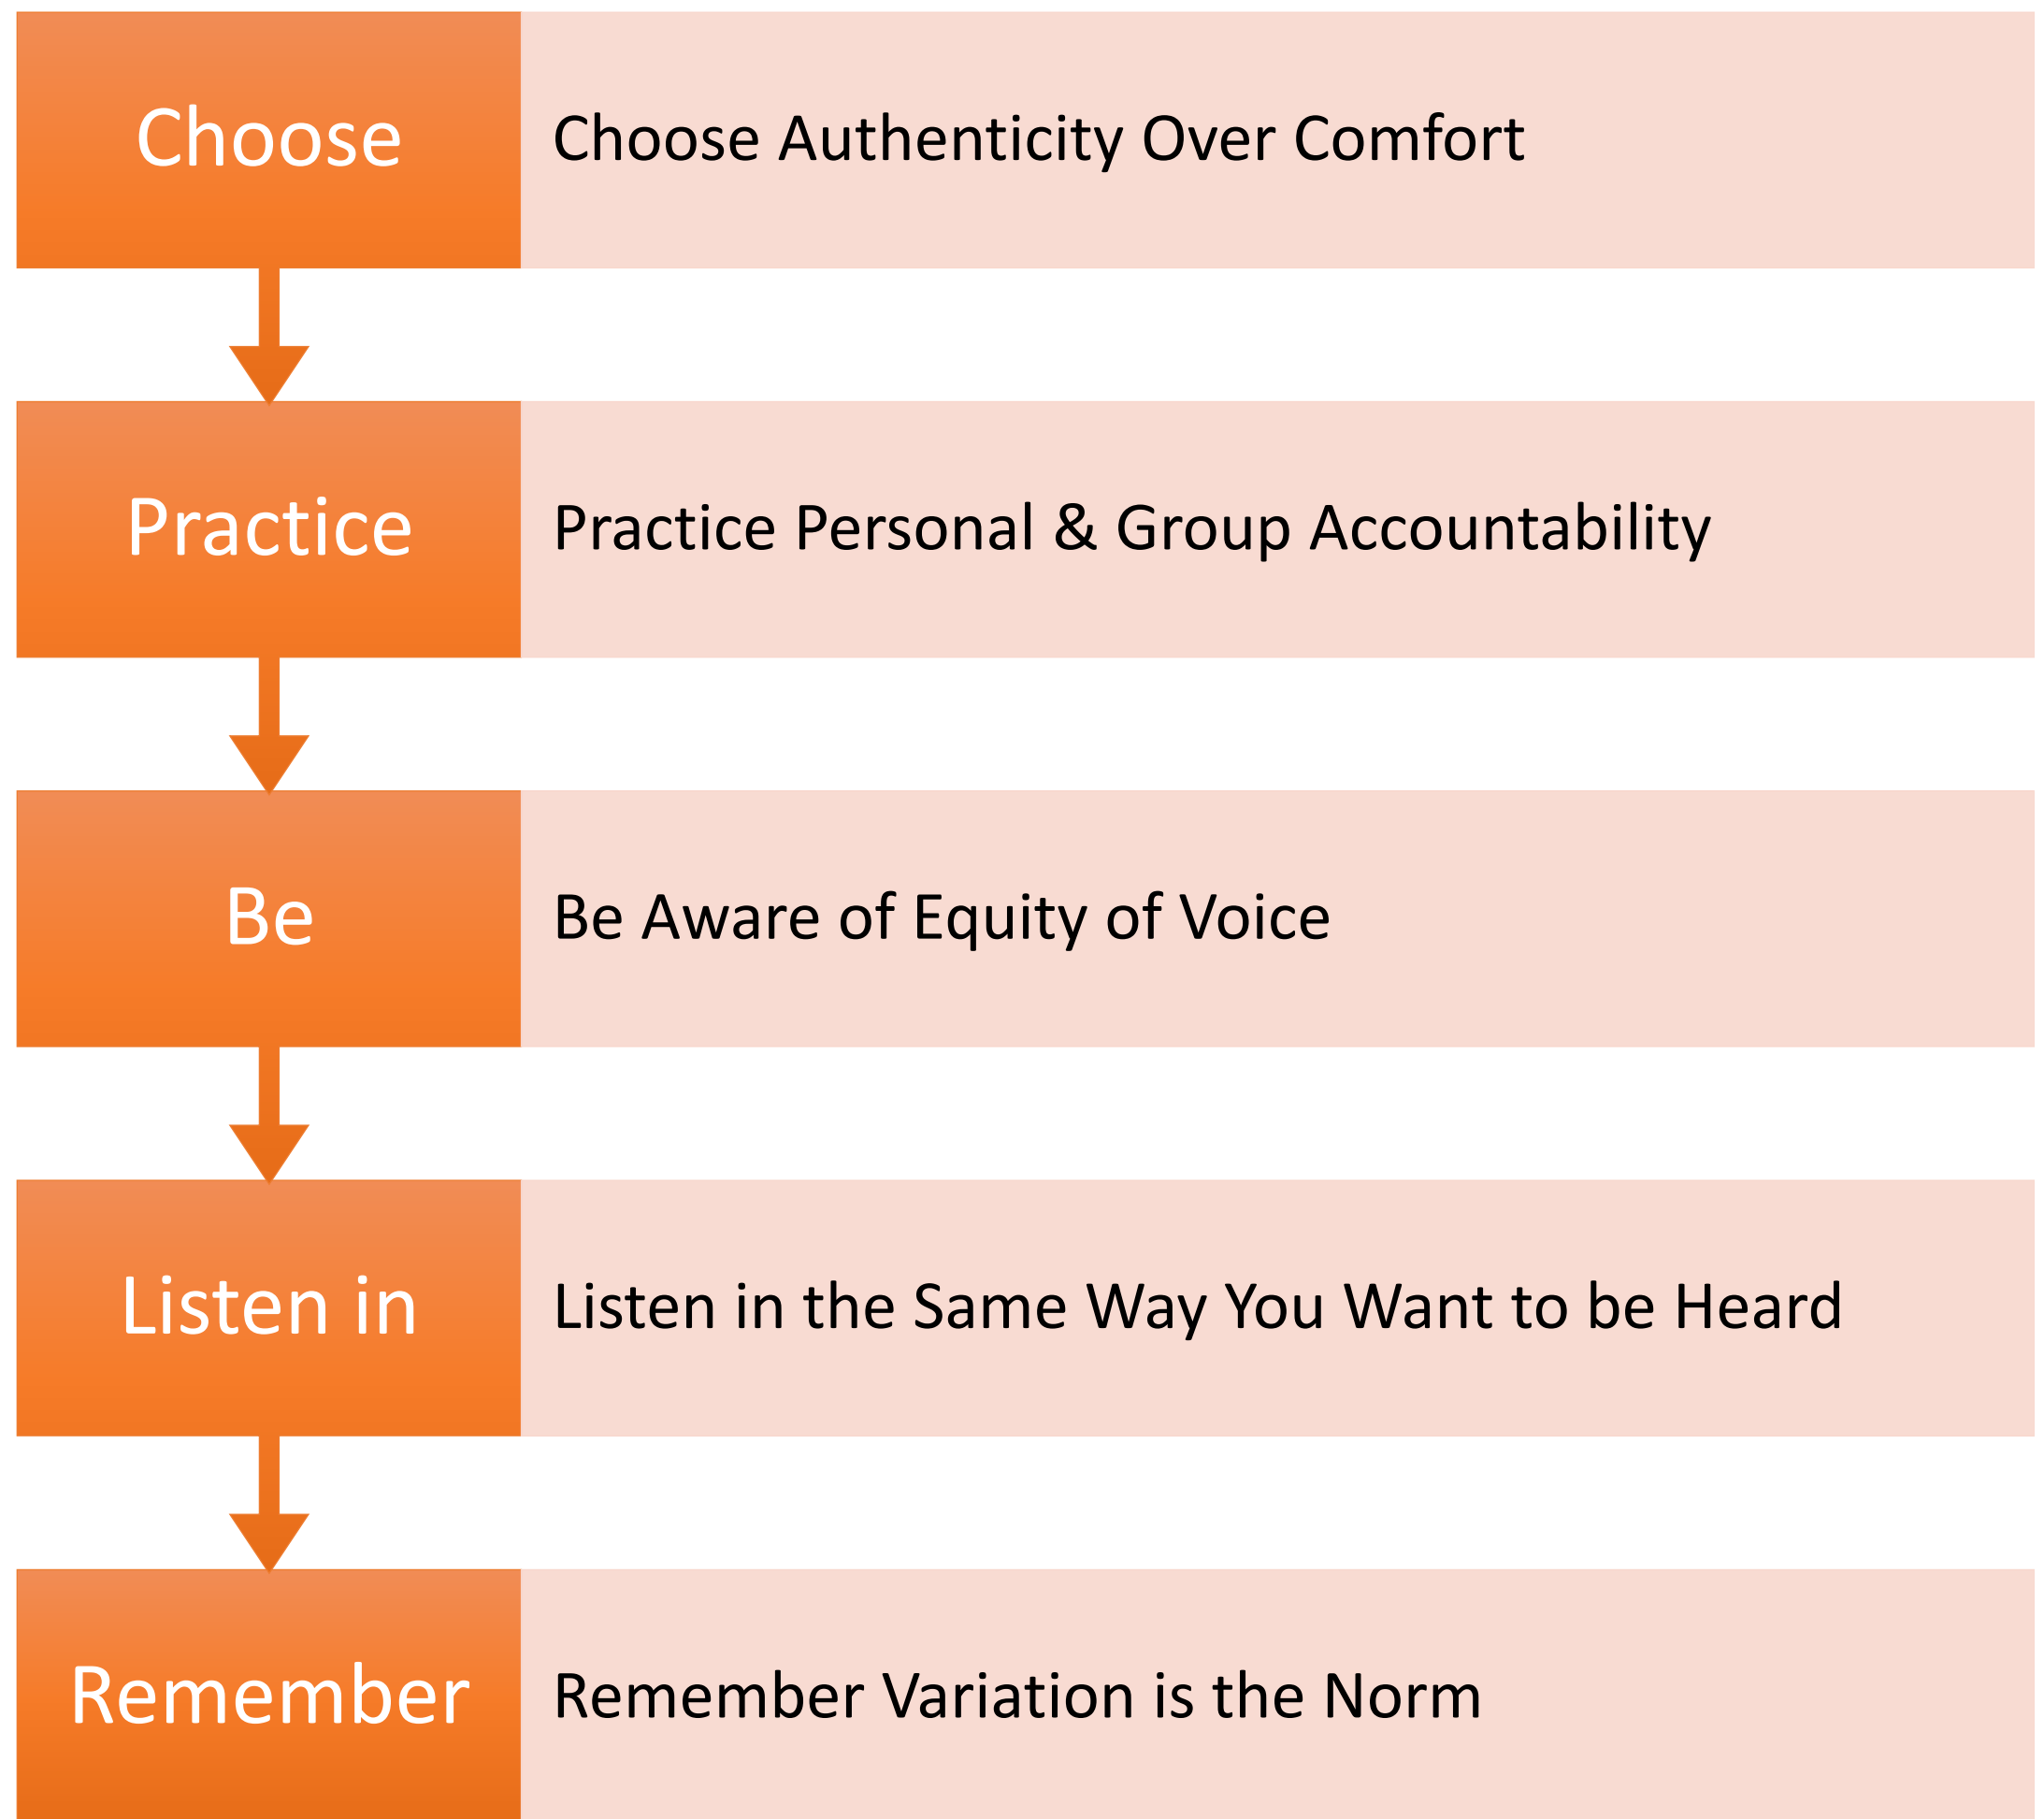 Choose
Choose Authenticity Over Comfort
Practice
Practice Personal & Group Accountability
Be
Be Aware of Equity of Voice
Listen in
Listen in the Same Way You Want to be Heard
Remember
Remember Variation is the Norm